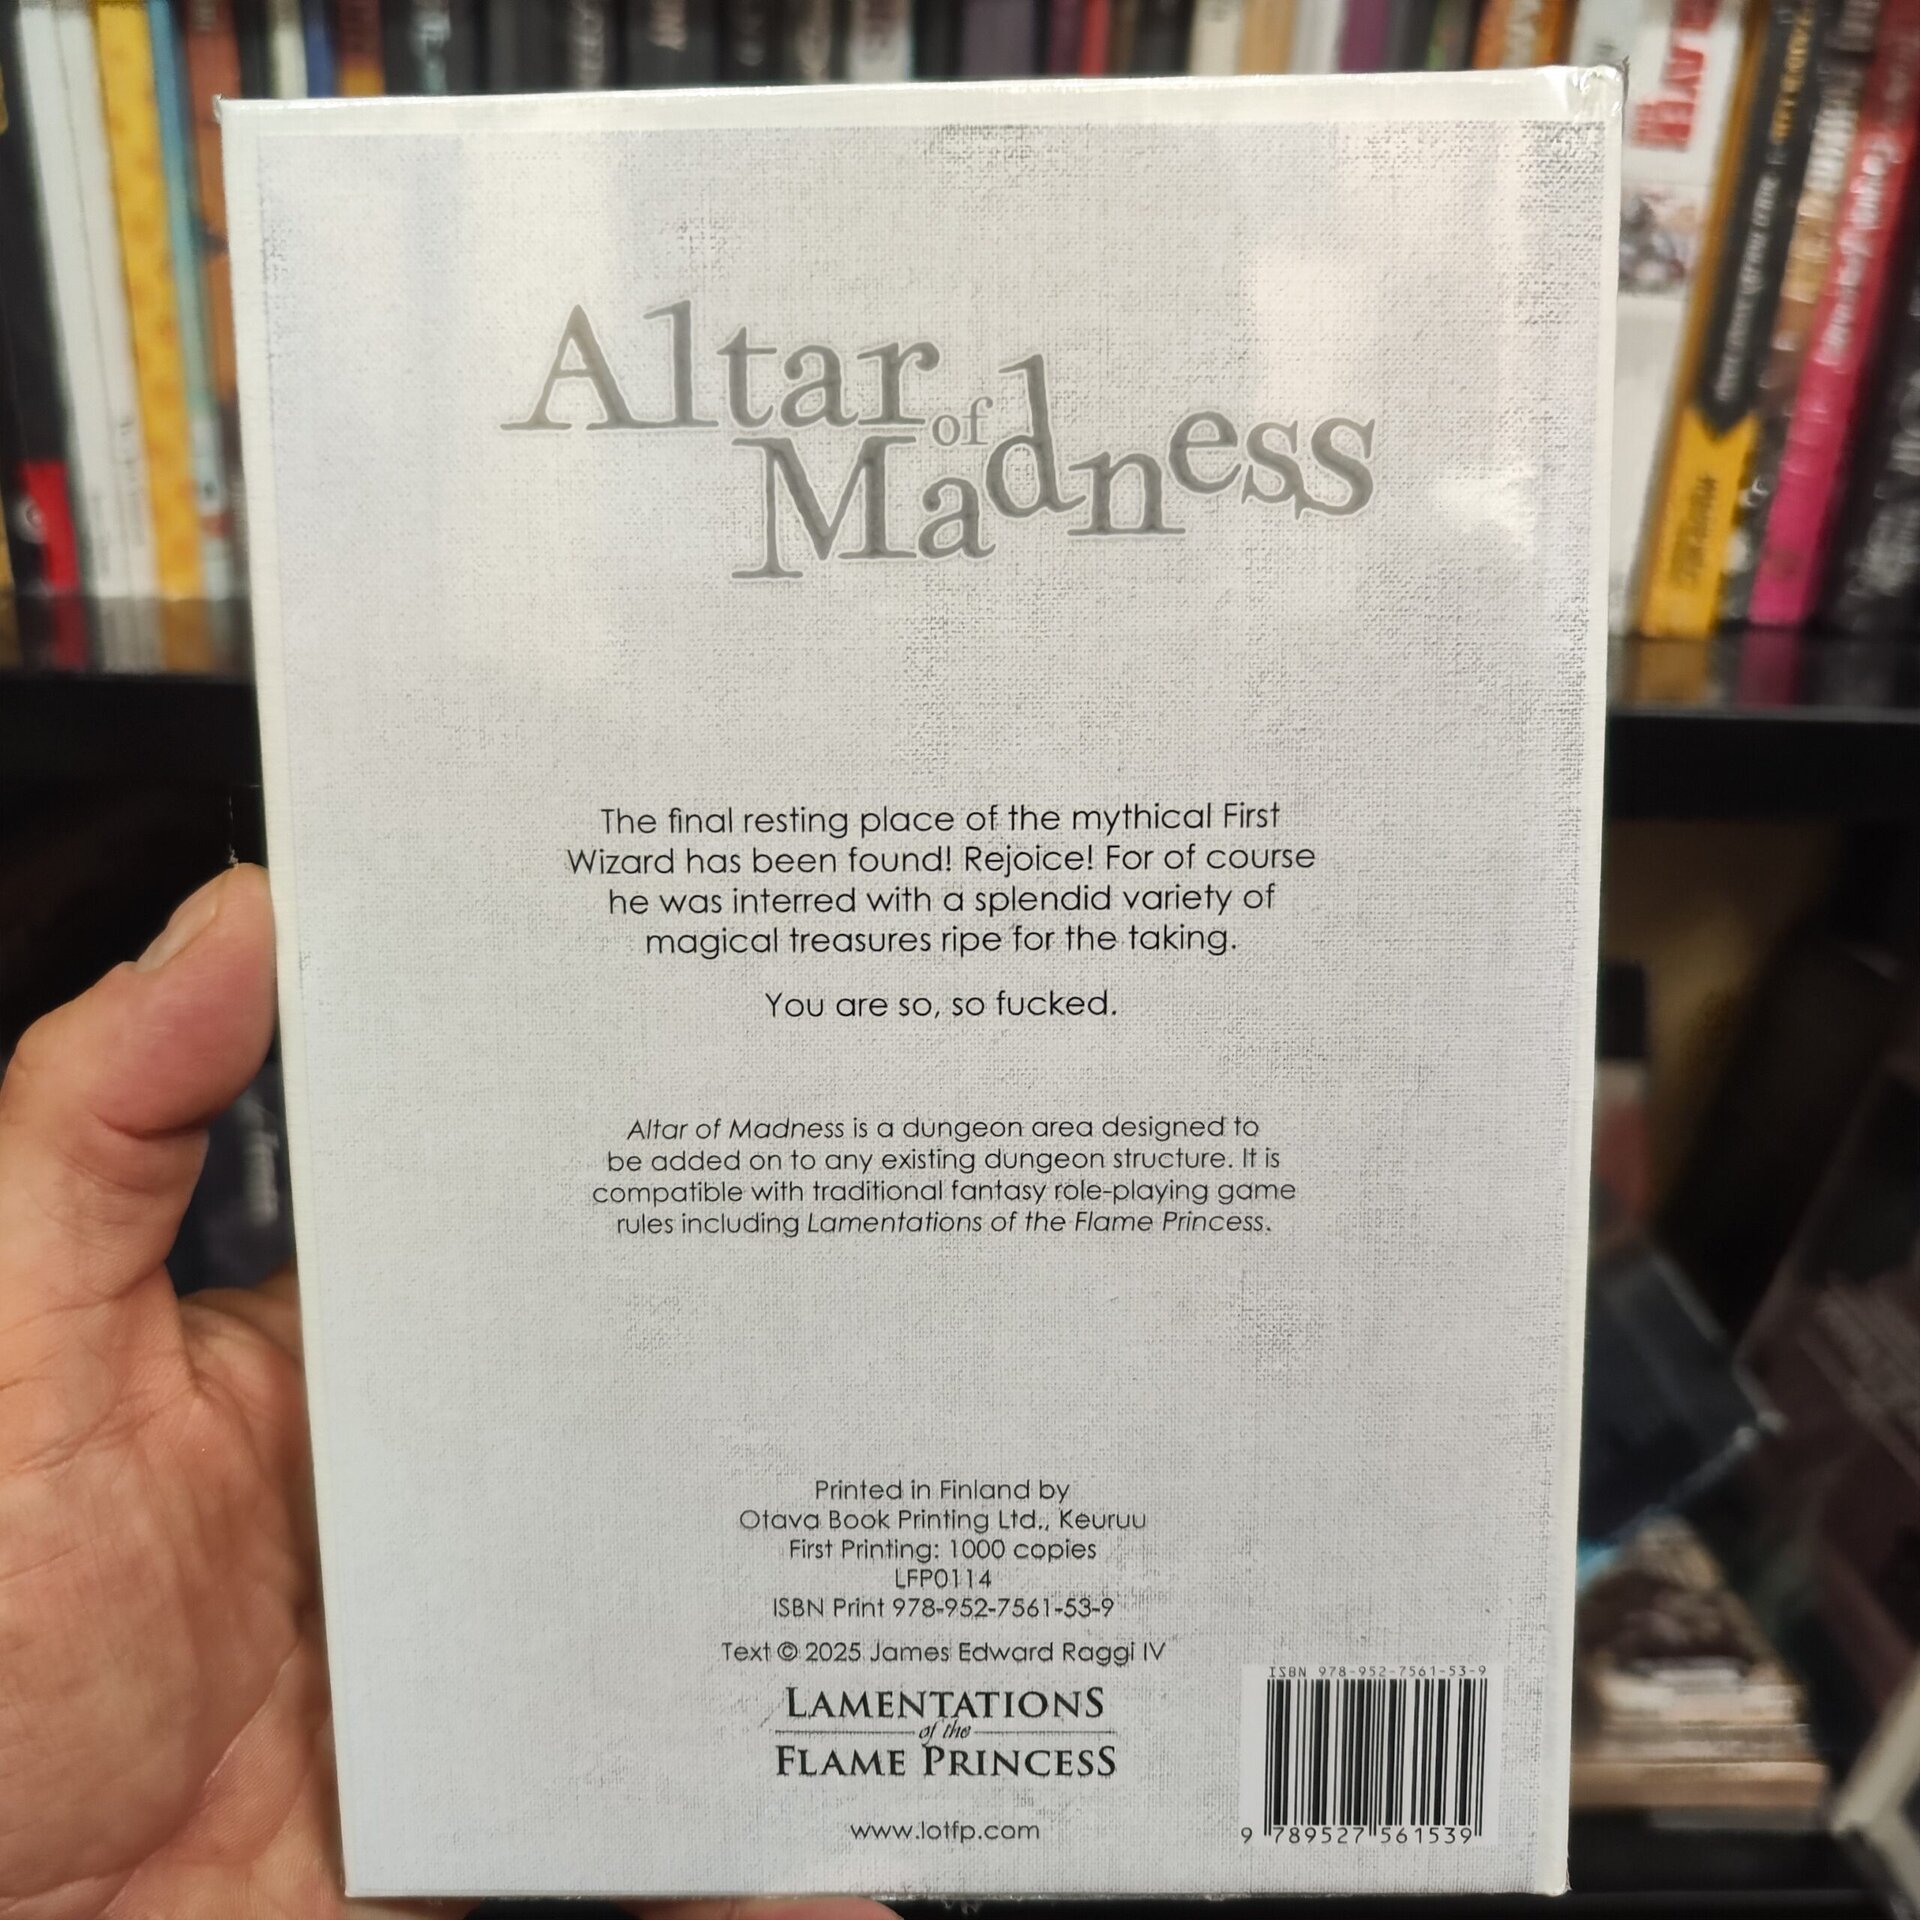 Altar of
Madness
The final resting place of the mythical First
Wizard has been found! Rejoice! For of course
he was interred with a splendid variety of
magical treasures ripe for the taking.
You are so, so fucked.
Altar of Madness is a dungeon area designed to
be added on to any existing dungeon structure. It is
compatible with traditional fantasy role-playing game
rules including Lamentations of the Flame Princess.
Printed in Finland by
Otava Book Printing Ltd., Keuruu
First Printing: 1000 copies
LFP0114
ISBN Print 978-952-7561-53-9
Text © 2025 James Edward Raggi IV
LAMENTATIONS
of the
FLAME PRINCESS
www.lotfp.com
ISBN 978-952-7561-53-9
9 789527 561539